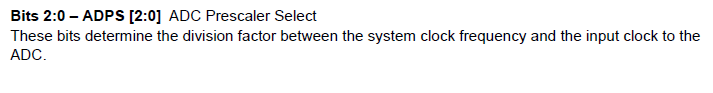 Bits 2:0 – ADPS [2:0] ADC Prescaler Select
These bits determine the division factor between the system clock frequency and the input clock to the
ADC.